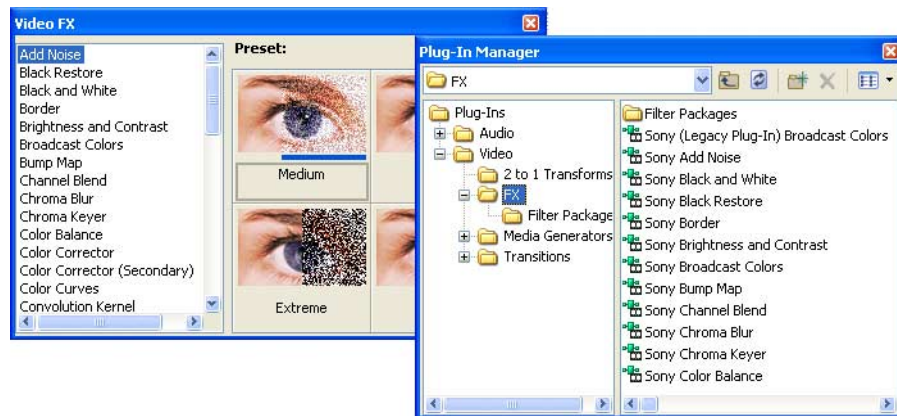 Video FX
Add Noise
Black Restore
Black and White
Border
Brightness and Contrast
Broadcast Colors
Bump Map
Channel Blend
Chroma Blur
Chroma Keyer
Color Balance
Color Corrector
Color Corrector (Secondary)
Color Curves
Convolution Kernel
Preset:
Medium
Extreme
Plug-In Manager
FX
Plug-Ins
Audio
Video
2 to 1 Transforms
FX
Filter Package
Media Generators
Transitions
Filter Packages
Sony (Legacy Plug-In) Broadcast Colors
Sony Add Noise
Sony Black and White
Sony Black Restore
Sony Border
Sony Brightness and Contrast
Sony Broadcast Colors
Sony Bump Map
Sony Channel Blend
Sony Chroma Blur
Sony Chroma Keyer
Sony Color Balance